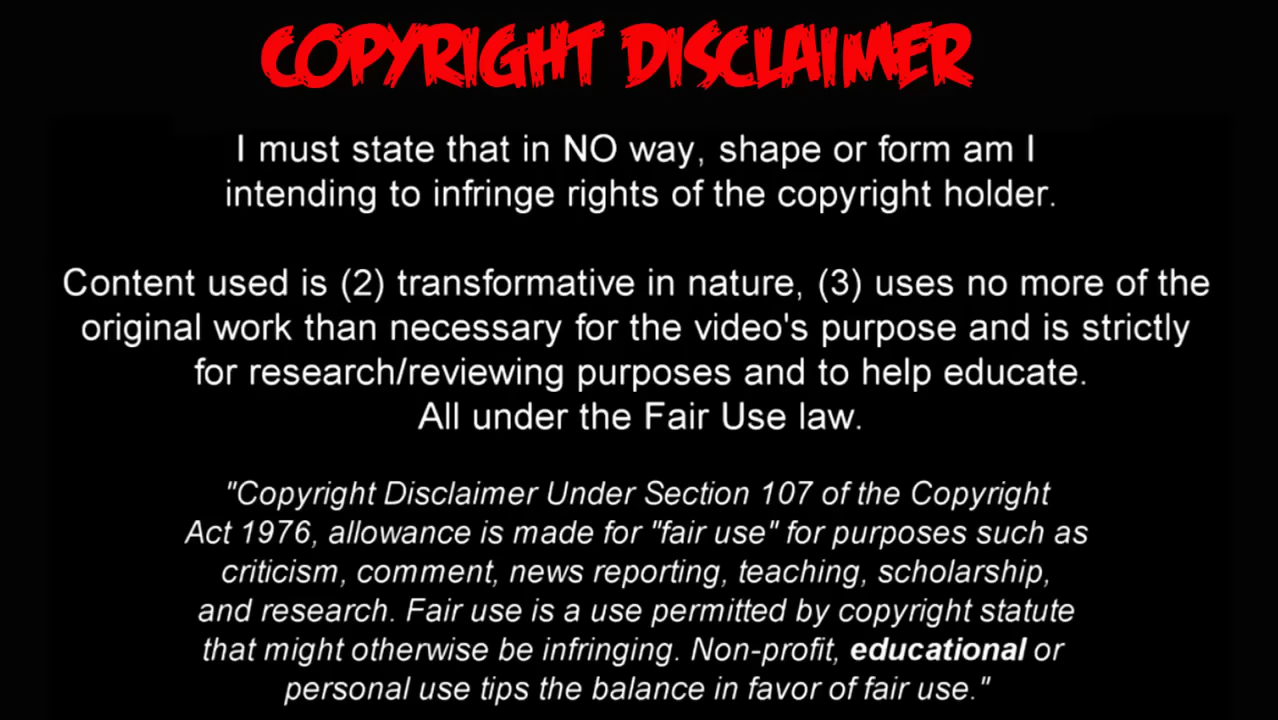 COPYRIGHT DISCLAIMER
I must state that in NO way, shape or form am I
intending to infringe rights of the copyright holder.
Content used is (2) transformative in nature, (3) uses no more of the
original work than necessary for the video's purpose and is strictly
for research/reviewing purposes and to help educate.
All under the Fair Use law.
"Copyright Disclaimer Under Section 107 of the Copyright
Act 1976, allowance is made for "fair use" for purposes such as
criticism, comment, news reporting, teaching, scholarship,
and research. Fair use is a use permitted by copyright statute
that might otherwise be infringing. Non-profit, educational or
personal use tips the balance in favor of fair use."